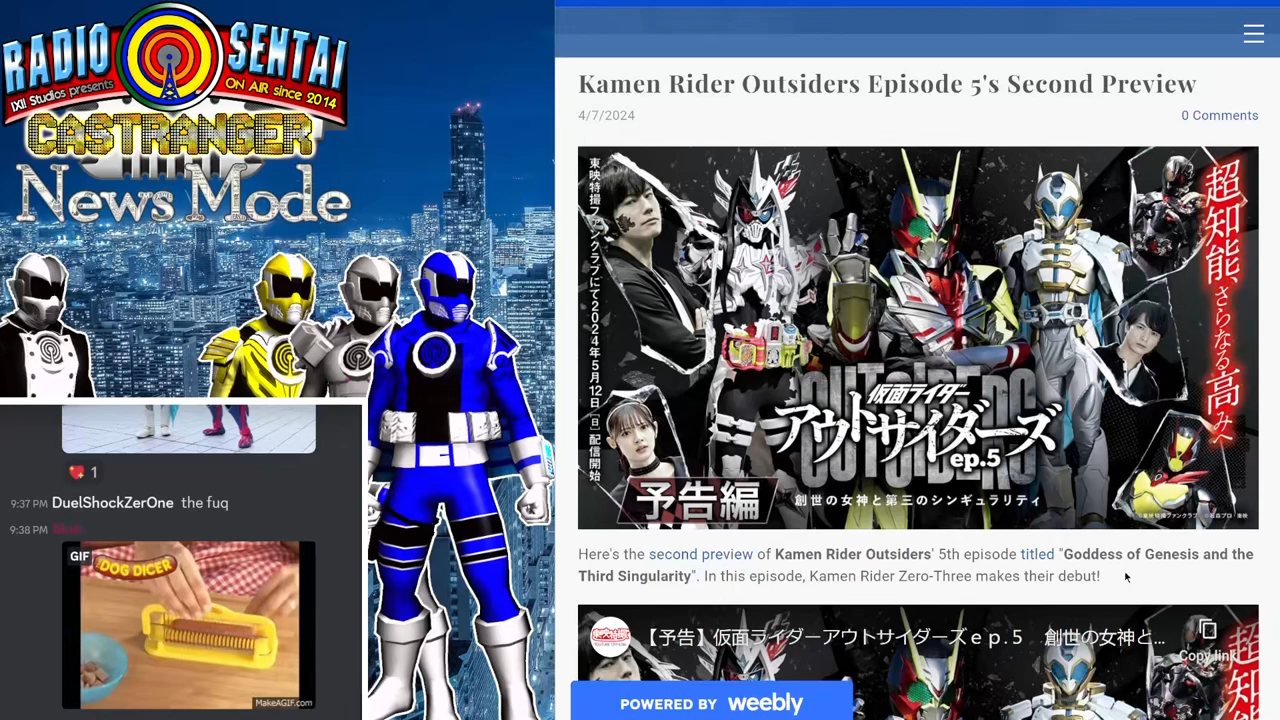 RADIO SENTAI
IXII Studios presents
ON AIR since 2014
CASTRANGER
News Mode
1
9:37 PM DuelShockZerOne the fuq
9:38 PM Blue
GIF
DOG DICER
MakeAGIF.com
Kamen Rider Outsiders Episode 5's Second Preview
4/7/2024
0 Comments
東映特撮ファンクラブにて2024年5月12日[日]配信開始
超知能、さらなる高みへ
仮面ライダー
アウトサイダーズ
ep.5
OUTSIDERS
予告編
創世の女神と第三のシンギュラリティ
Here's the second preview of Kamen Rider Outsiders' 5th episode titled "Goddess of Genesis and the
Third Singularity". In this episode, Kamen Rider Zero-Three makes their debut!
【予告】仮面ライダーアウトサイダーズｅｐ.５　創世の女神と...
Copy link
POWERED BY weebly